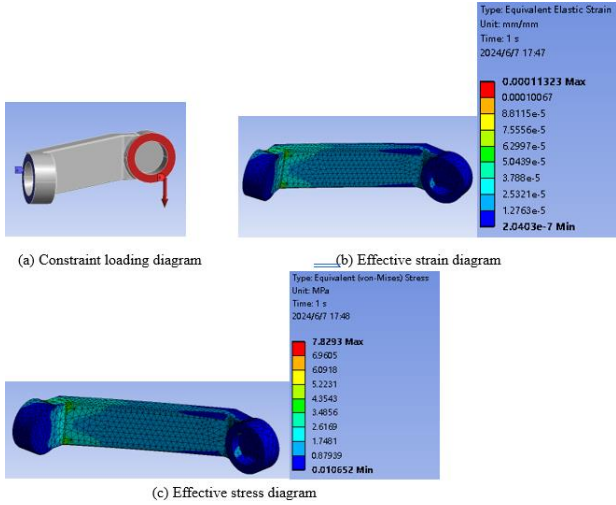 Type: Equivalent Elastic Strain
Unit: mm/mm
Time: 1 s
2024/6/7 17:47
0.00011323 Max
0.00010067
8.8115e-5
7.5556e-5
6.2997e-5
5.0439e-5
3.788e-5
2.5321e-5
1.2763e-5
2.0403e-7 Min
(a) Constraint loading diagram
(b) Effective strain diagram
Type: Equivalent (von-Mises) Stress
Unit: MPa
Time: 1 s
2024/6/7 17:48
7.8293 Max
6.9605
6.0918
5.2231
4.3543
3.4856
2.6169
1.7481
0.87939
0.010652 Min
(c) Effective stress diagram